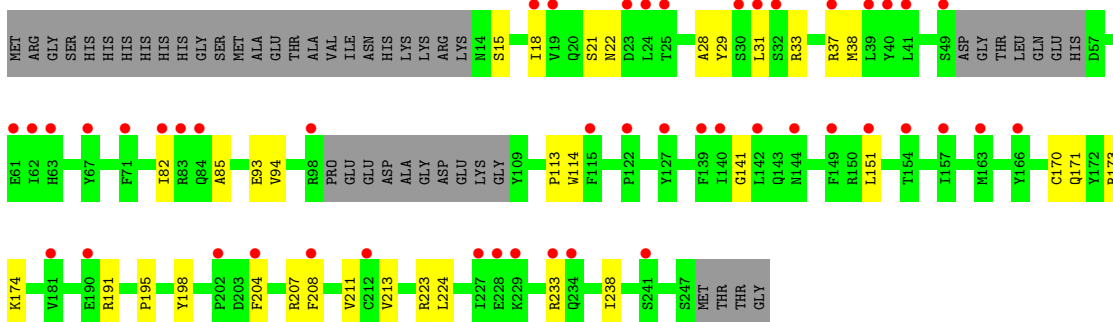 MET ARG GLY SER HIS HIS HIS HIS HIS HIS GLY SER MET ALA GLU THR ALA VAL ILE ASN HIS LYS LYS ARG LYS N14 S15 I18 V19 Q20 S21 N22 D23 L24 T25 A28 Y29 S30 L31 S32 R33 R37 M38 L39 Y40 L41 S49 ASP GLY THR LEU GLN GLU HIS D57
E61 I62 H63 Y67 F71 I82 R83 Q84 A85 E93 V94 R98 PRO GLU GLU ASP ALA GLY ASP GLU LYS GLY Y109 P113 W114 F115 P122 Y127 F139 I140 G141 L142 Q143 N144 F149 R150 L151 T154 I157 M163 Y166 C170 Q171 Y172 R173
K174 V181 E190 R191 P195 Y198 P202 D203 F204 R207 F208 V211 C212 V213 R223 L224 I227 E228 K229 R233 Q234 I238 S241 S247 MET THR THR GLY